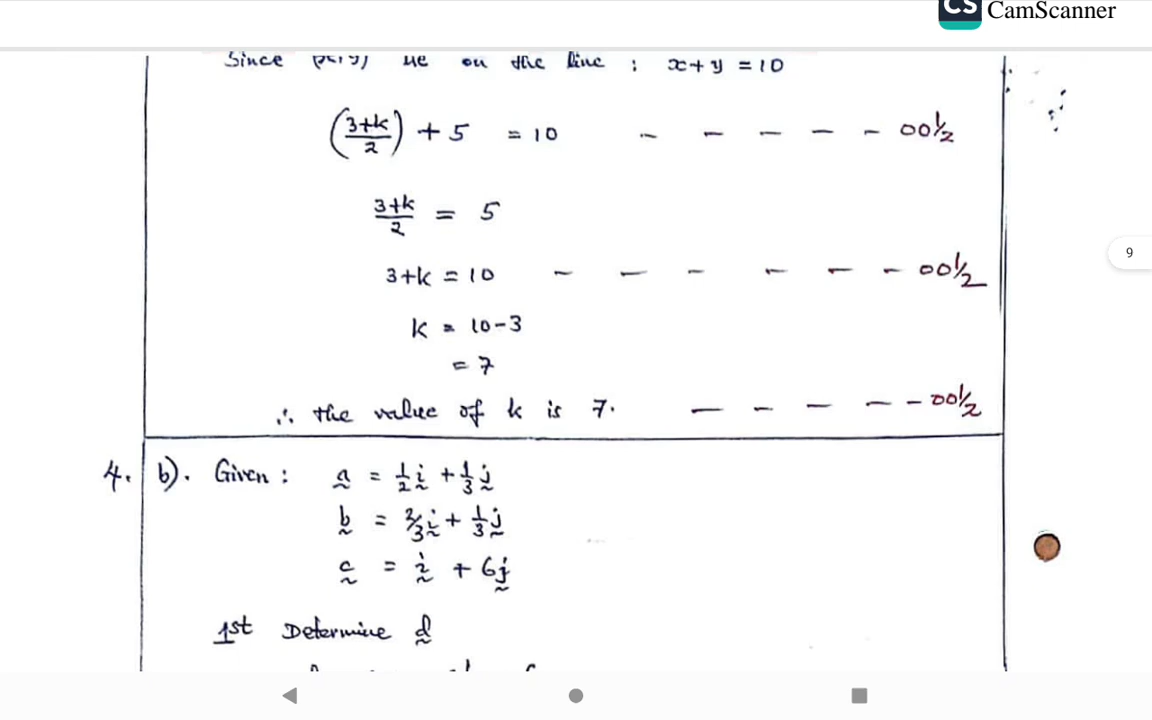 CS CamScanner
Since (x,y) lie on the line : x+y =10
(3+k/2) + 5 = 10 - - - - - 00½
3+k/2 = 5
9
3+k = 10 - - - - - - 00½
k = 10-3
= 7
∴ the value of k is 7. - - - - - 00½
4. b). Given : a = ½i + ⅓j
b = ⅔i + ⅓j
c = i + 6j
1st Determine d